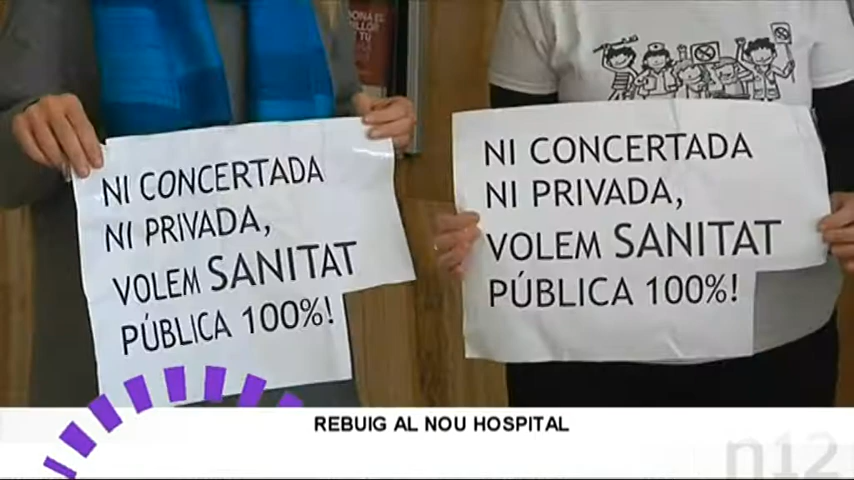 NI CONCERTADA
NI PRIVADA,
VOLEM SANITAT
PÚBLICA 100%!
NI CONCERTADA
NI PRIVADA,
VOLEM SANITAT
PÚBLICA 100%!
REBUIG AL NOU HOSPITAL
n12